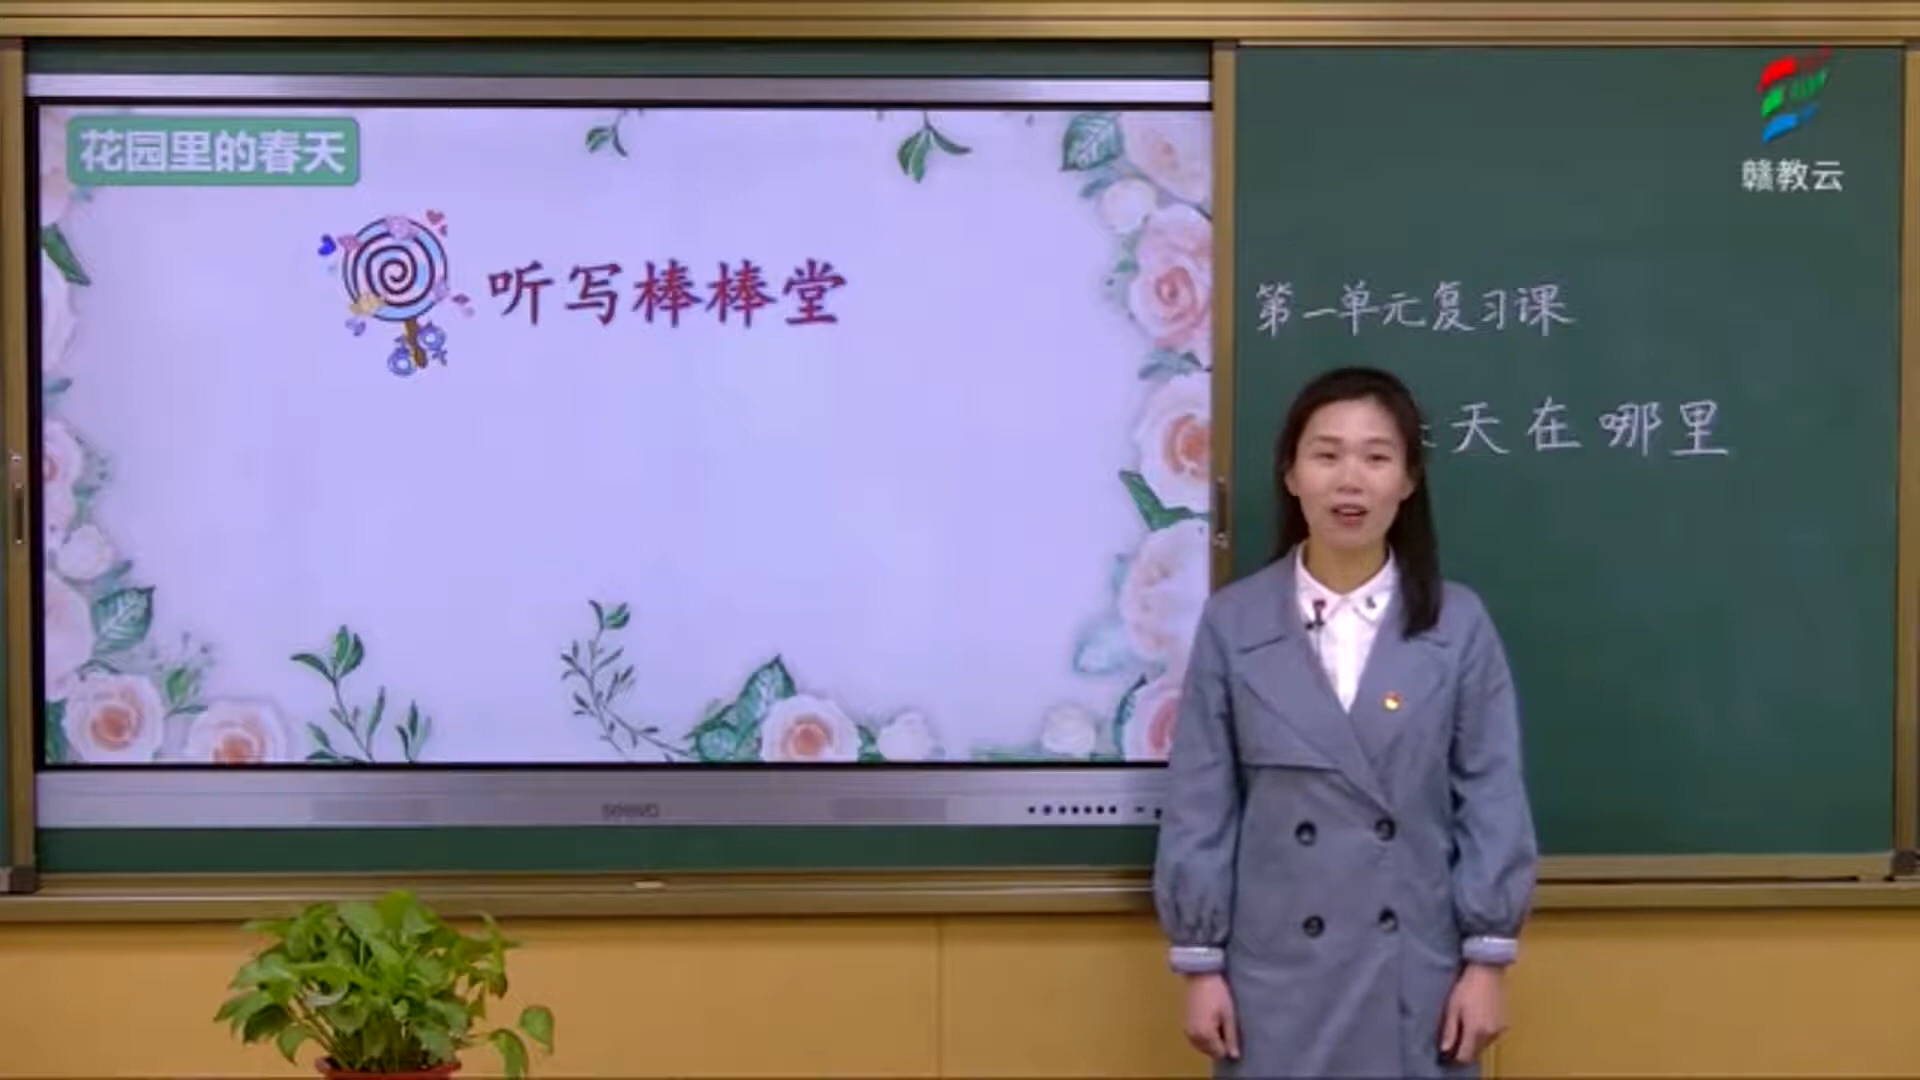 花园里的春天
听写棒棒堂
赣教云
第一单元复习课
天在哪里
seewo